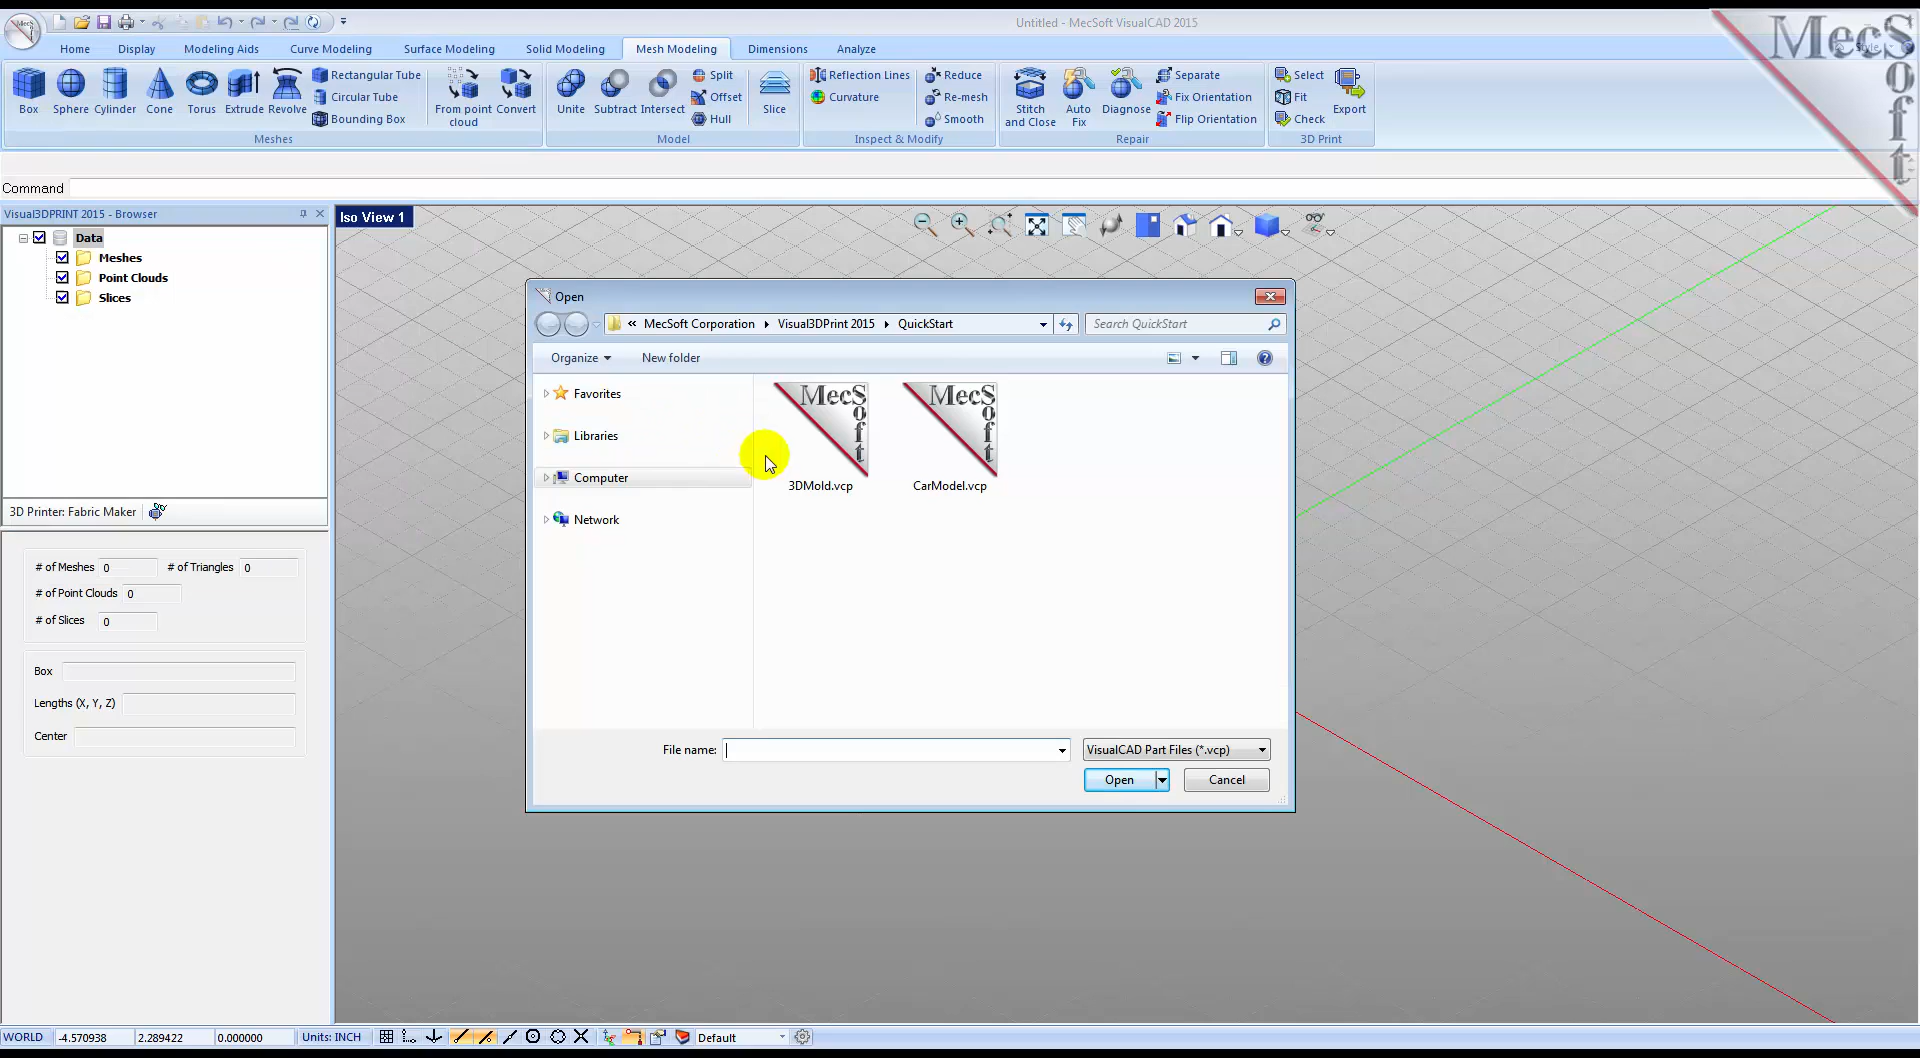 Untitled - MecSoft VisualCAD 2015
Home Display Modeling Aids Curve Modeling Surface Modeling Solid Modeling Mesh Modeling Dimensions Analyze
Box Sphere Cylinder Cone Torus Extrude Revolve
Rectangular Tube
Circular Tube
Bounding Box
From point cloud Convert
Meshes
Unite Subtract Intersect
Split
Offset
Hull
Slice
Model
Reflection Lines
Curvature
Reduce
Re-mesh
Smooth
Inspect & Modify
Stitch and Close
Auto Fix
Diagnose
Separate
Fix Orientation
Flip Orientation
Repair
Select
Fit
Check
Export
3D Print
MecSoft
Command
Visual3DPRINT 2015 - Browser
Data
Meshes
Point Clouds
Slices
3D Printer: Fabric Maker
# of Meshes 0 # of Triangles 0
# of Point Clouds 0
# of Slices 0
Box
Lengths (X, Y, Z)
Center
Iso View 1
Open
« MecSoft Corporation Visual3DPrint 2015 QuickStart
Search QuickStart
Organize New folder
Favorites
Libraries
Computer
Network
MecSoft MecSoft
3DMold.vcp CarModel.vcp
File name: VisualCAD Part Files (*.vcp)
Open Cancel
WORLD -4.570938 2.289422 0.000000 Units: INCH Default